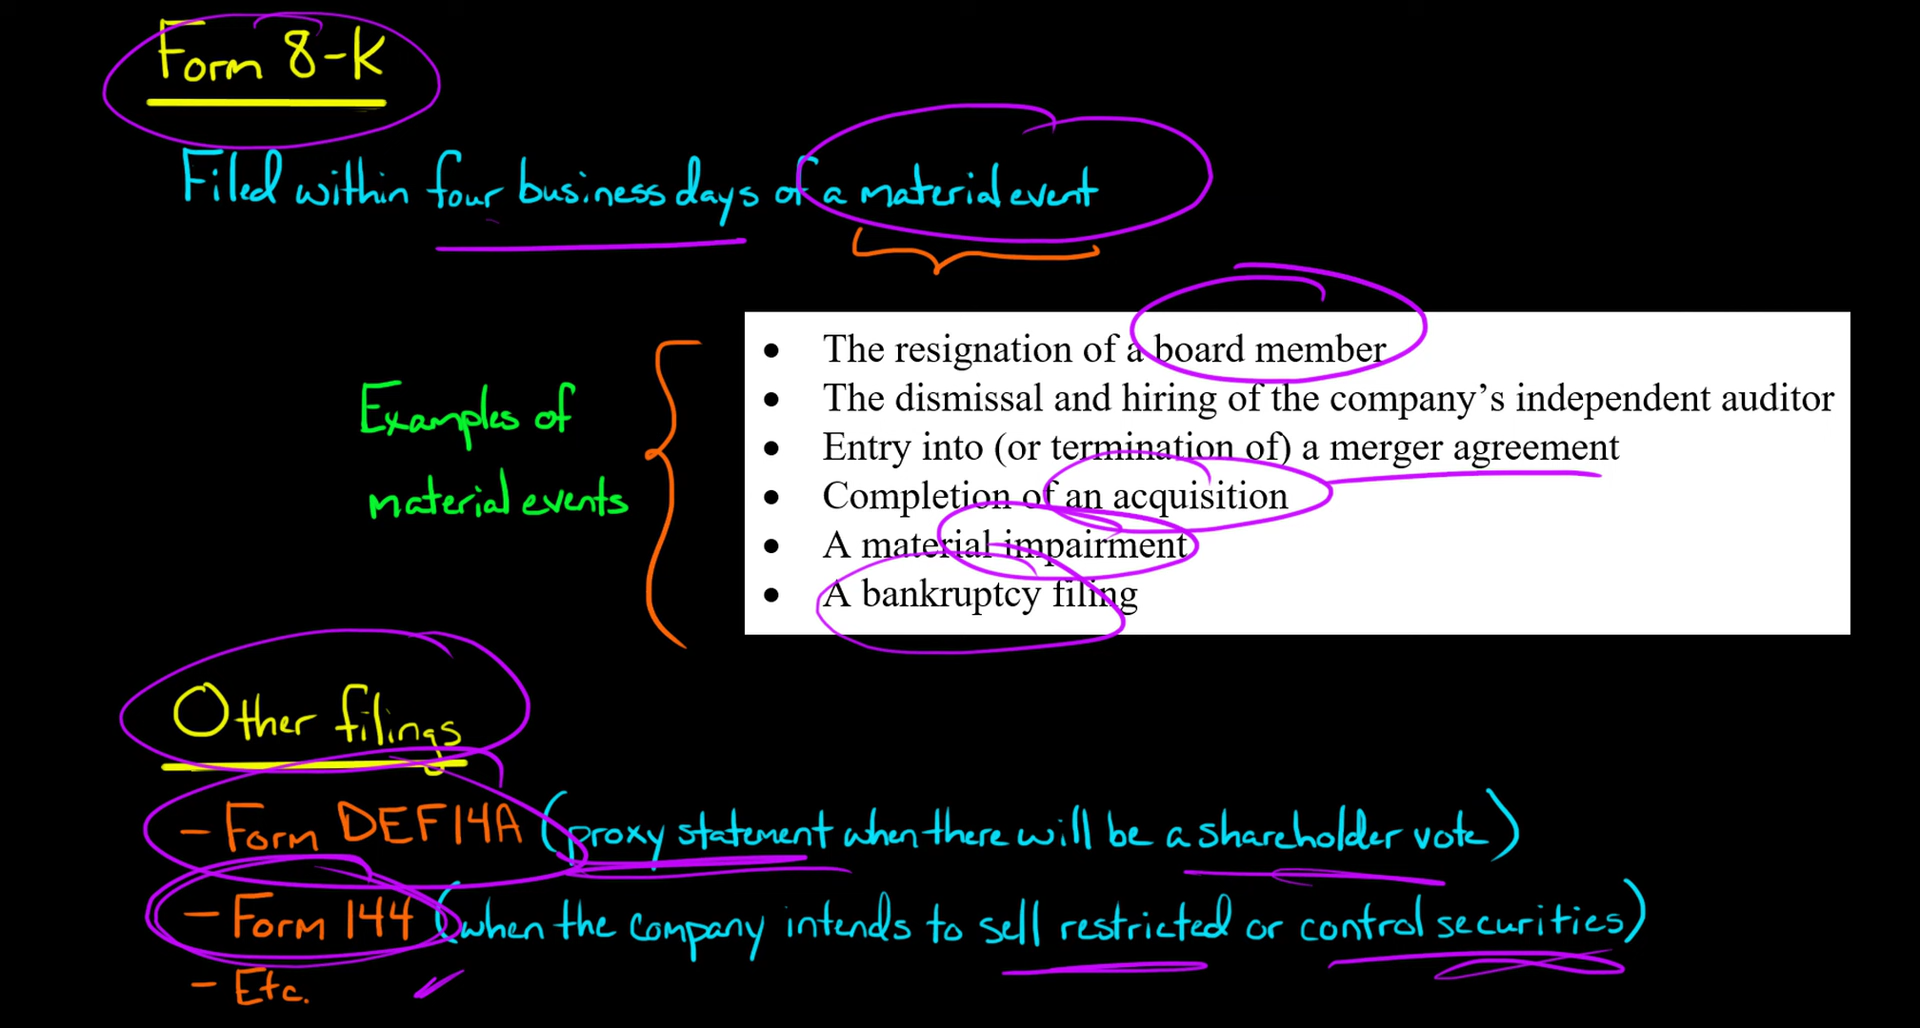 Form 8-K
Filed within four business days of a material event
• The resignation of a board member
• The dismissal and hiring of the company's independent auditor
• Entry into (or termination of) a merger agreement
• Completion of an acquisition
• A material impairment
• A bankruptcy filing
Examples of
material events
Other filings
- Form DEF14A (proxy statement when there will be a shareholder vote)
- Form 144 (when the company intends to sell restricted or control securities)
- Etc.